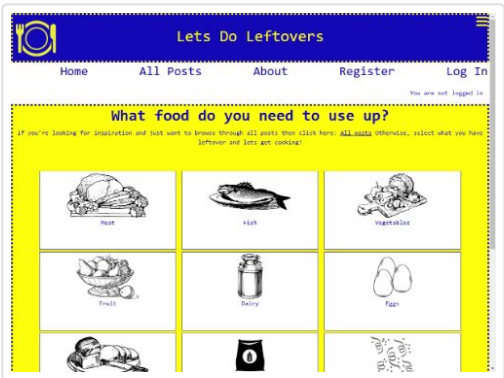 Lets Do Leftovers
Home All Posts About Register Log In
You are not logged in
What food do you need to use up?
If you're looking for inspiration and just want to browse through all posts then click here: All posts Otherwise, select what you have
leftover and lets get cooking!
Meat Fish Vegetables
Fruit Dairy Eggs